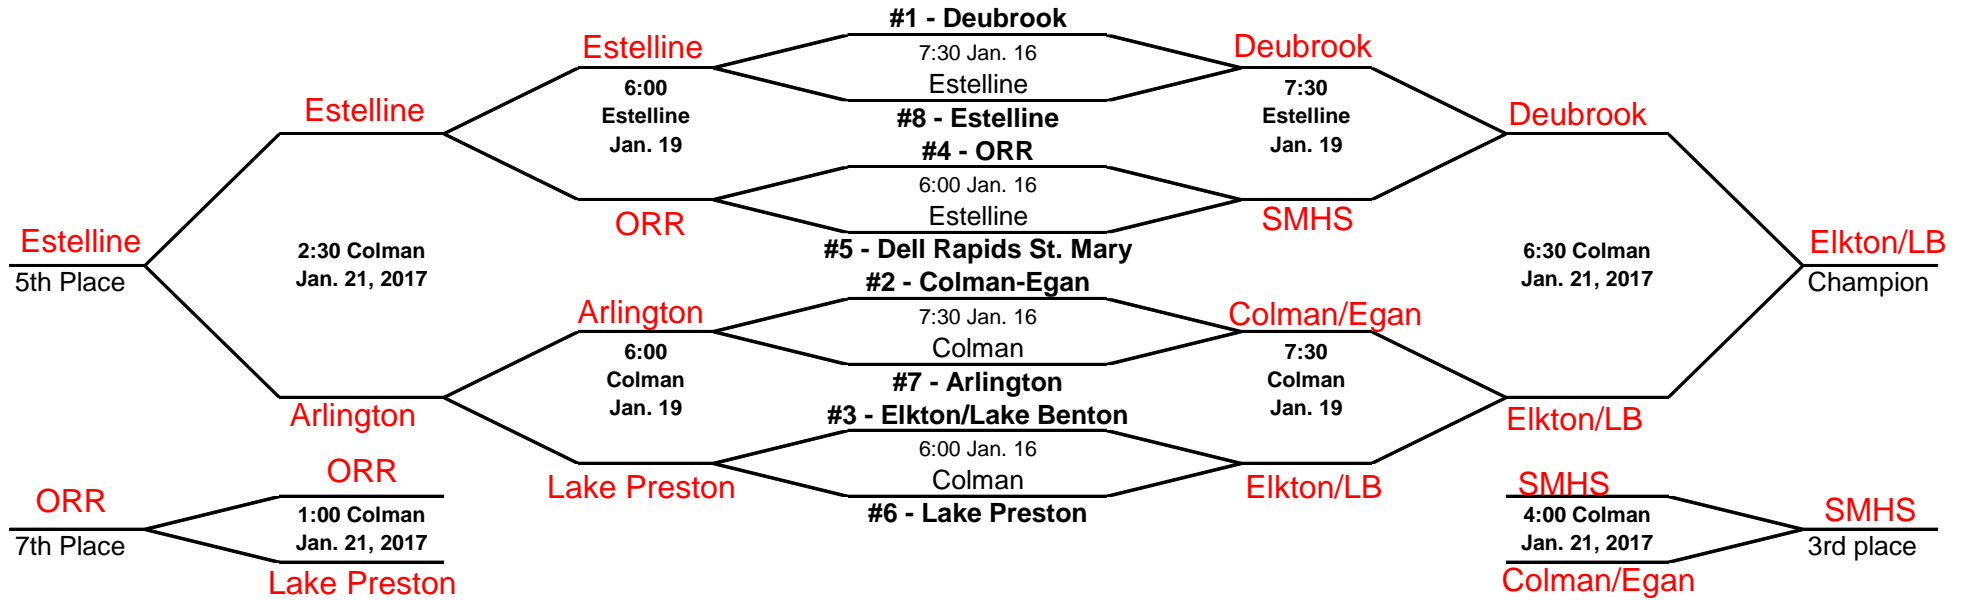 #1 - Deubrook
Estelline
7:30 Jan. 16
Deubrook
Estelline
6:00
Estelline
Jan. 19
7:30
Estelline
Jan. 19
Estelline
#8 - Estelline
Deubrook
#4 - ORR
6:00 Jan. 16
Estelline
ORR
SMHS
#5 - Dell Rapids St. Mary
Estelline
5th Place
2:30 Colman
Jan. 21, 2017
6:30 Colman
Jan. 21, 2017
Elkton/LB
Champion
#2 - Colman-Egan
Arlington
7:30 Jan. 16
Colman
Colman/Egan
6:00
Colman
Jan. 19
7:30
Colman
Jan. 19
#7 - Arlington
Arlington
#3 - Elkton/Lake Benton
Elkton/LB
6:00 Jan. 16
Colman
Lake Preston
Elkton/LB
#6 - Lake Preston
ORR
ORR
7th Place
1:00 Colman
Jan. 21, 2017
Lake Preston
SMHS
4:00 Colman
Jan. 21, 2017
SMHS
3rd place
Colman/Egan